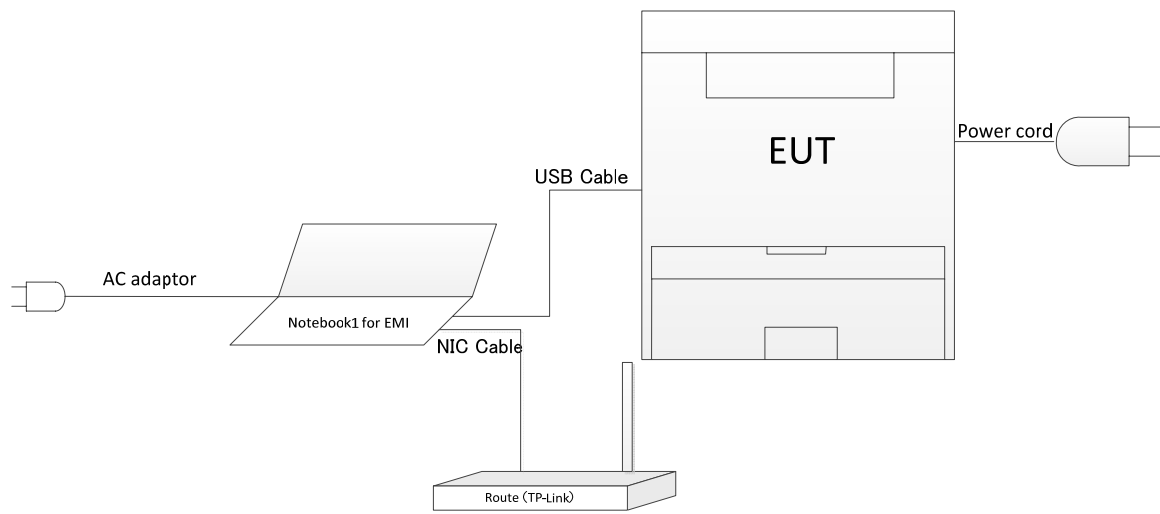 EUT
Power cord
USB Cable
AC adaptor
Notebook1 for EMI
NIC Cable
Route (TP-Link)